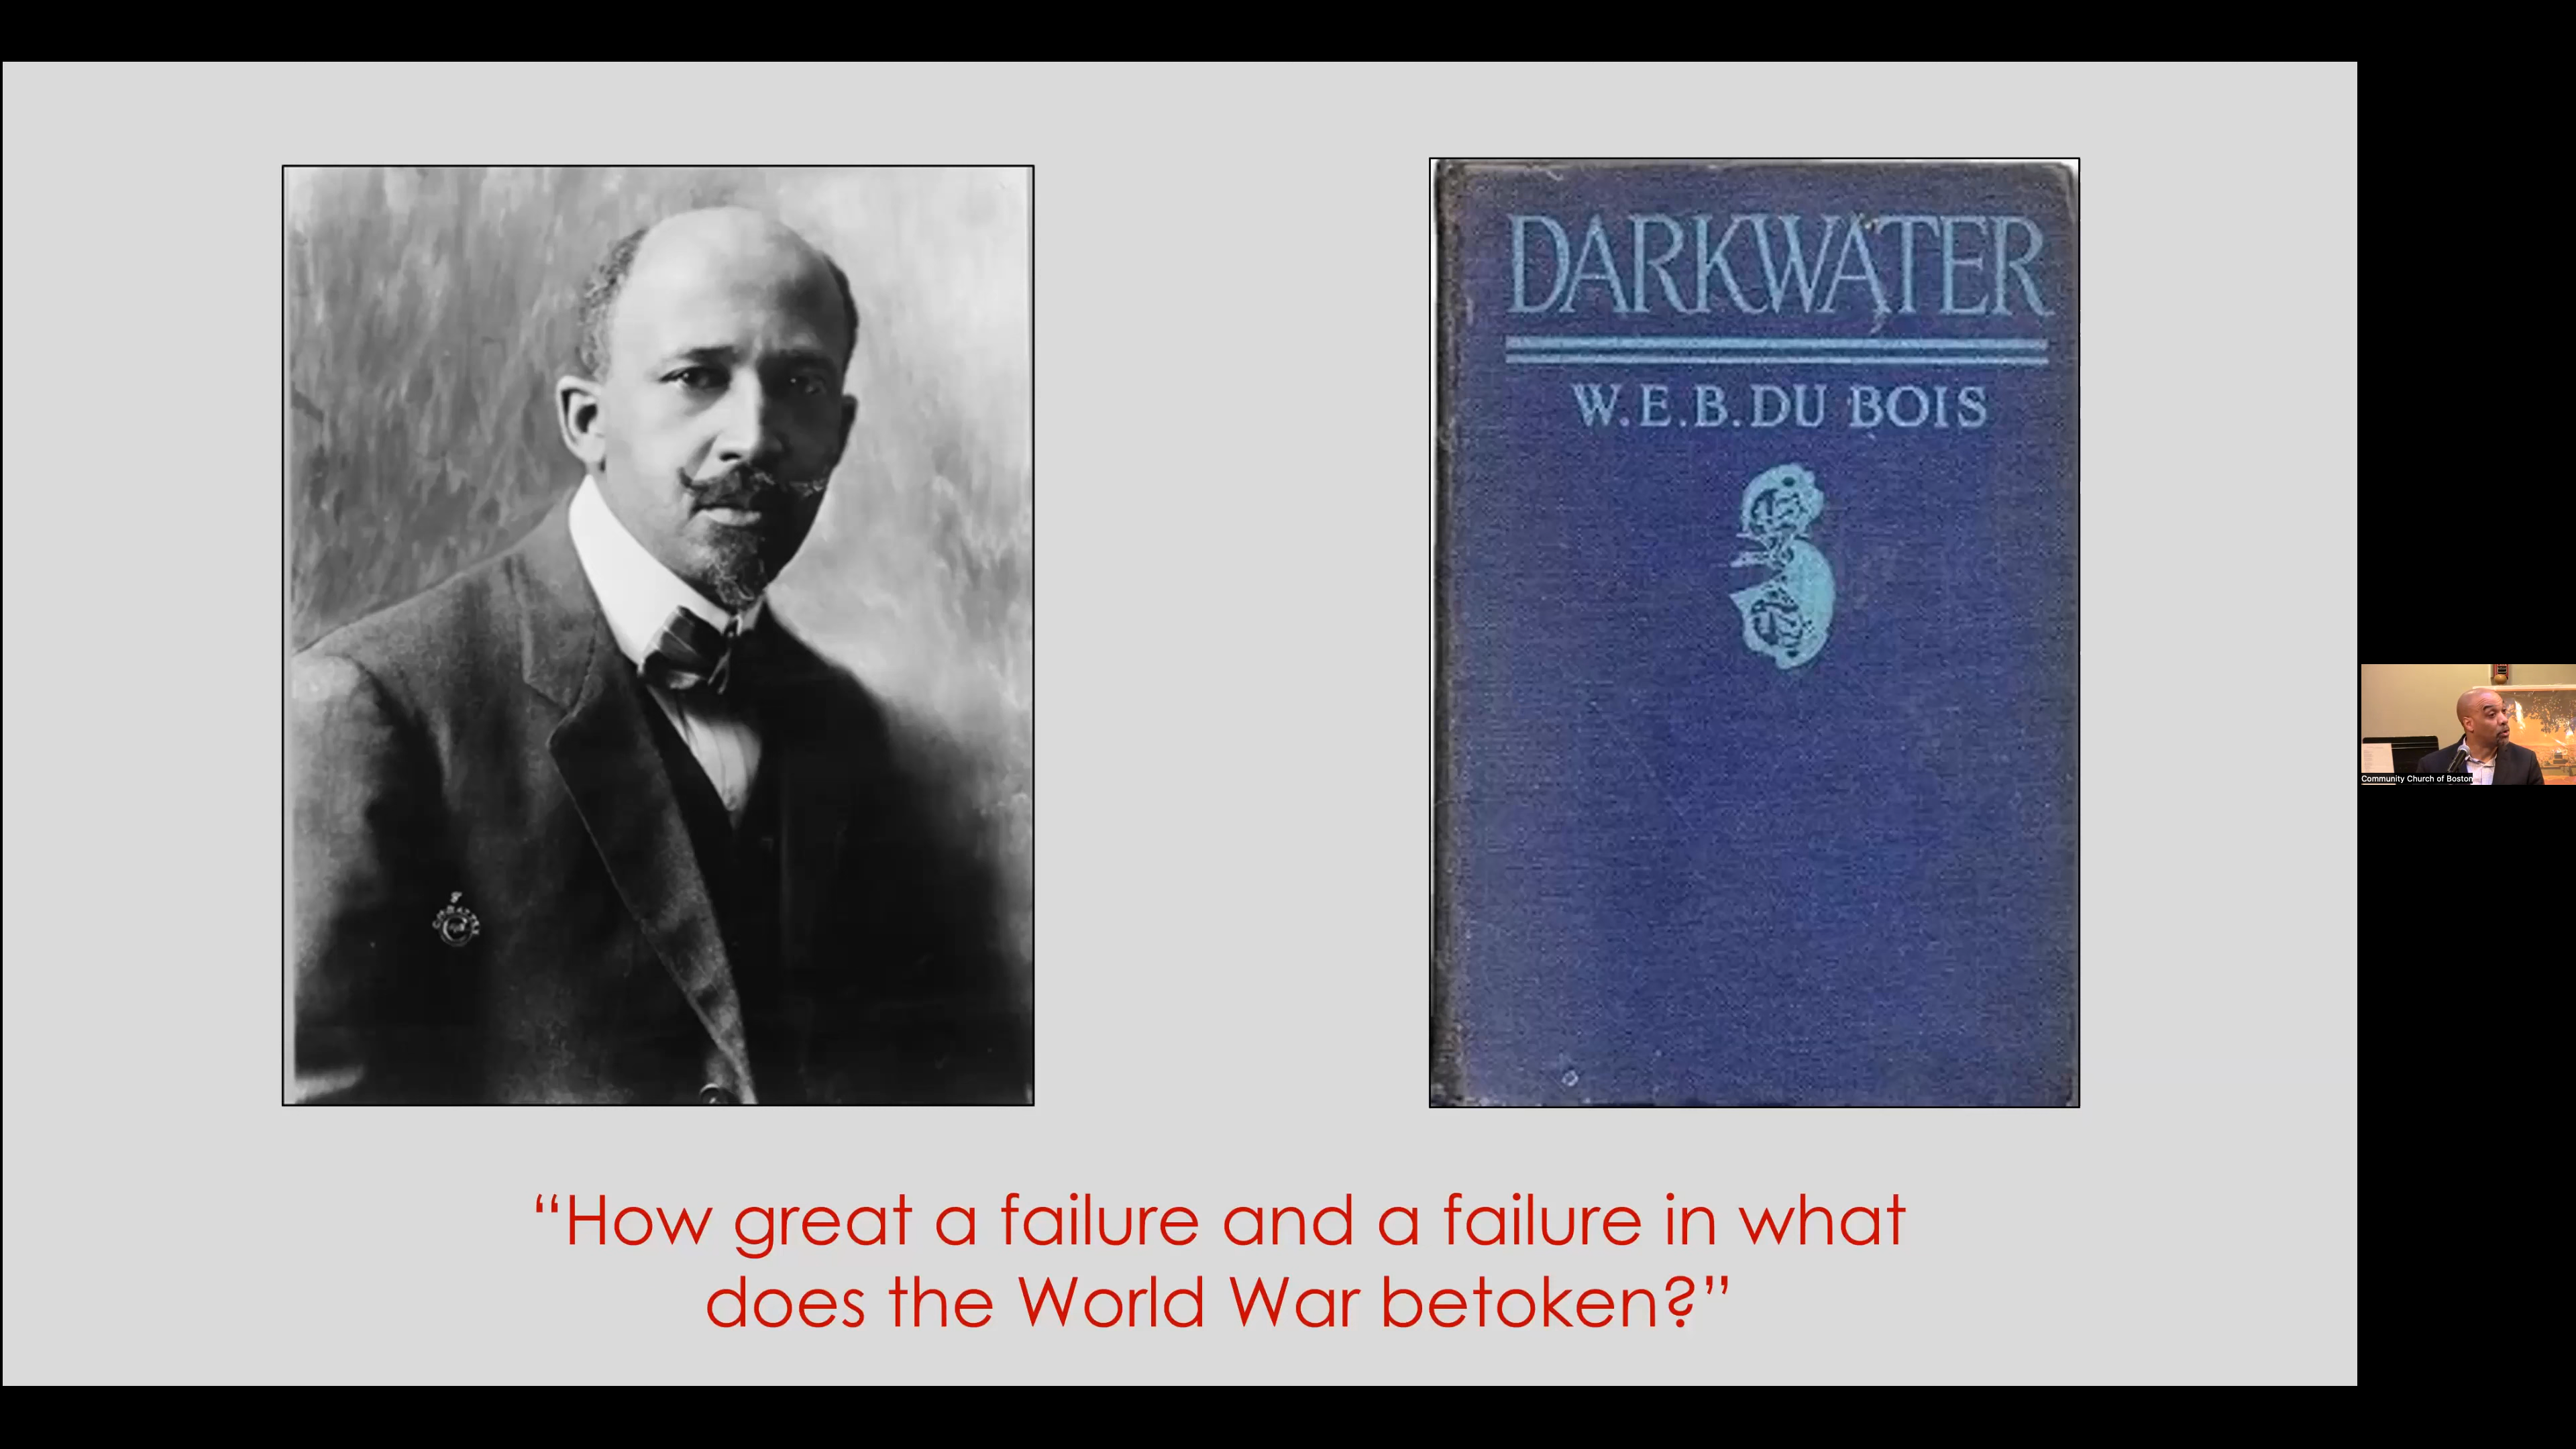 DARKWATER
W.E.B. DU BOIS
“How great a failure and a failure in what
does the World War betoken?”
Community Church of Boston